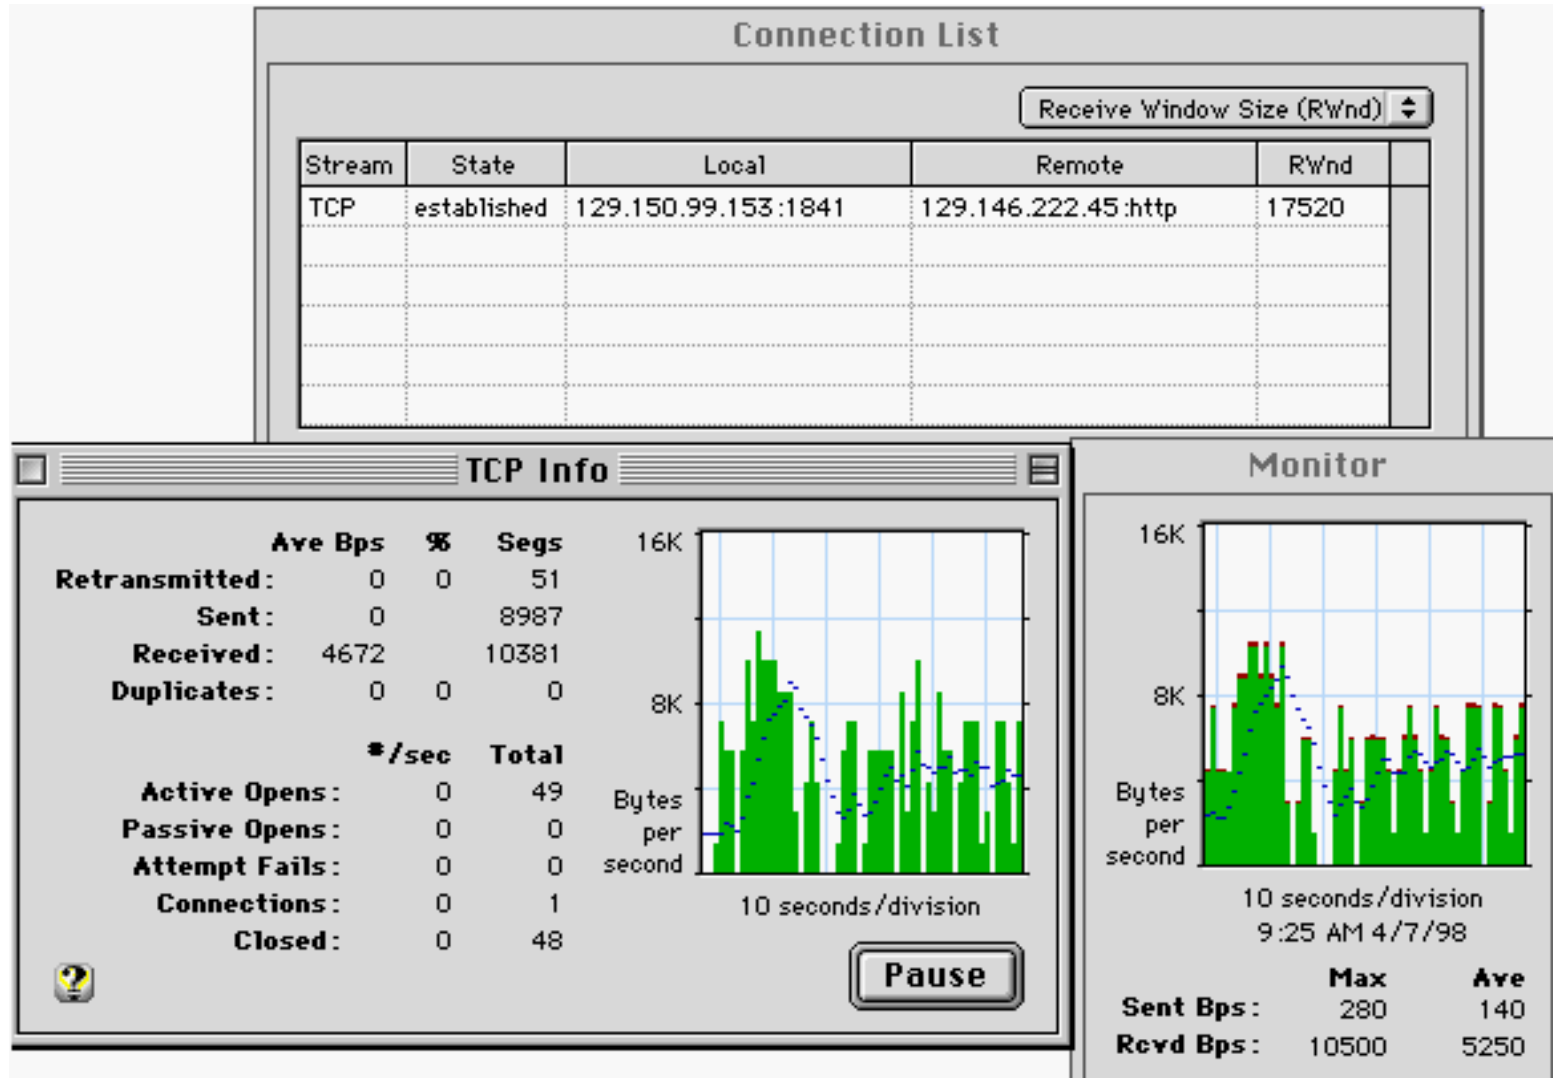 Connection List
Receive Window Size (RWnd)
Stream State Local Remote RWnd
TCP established 129.150.99.153:1841 129.146.222.45:http 17520
TCP Info
Ave Bps % Segs
Retransmitted: 0 0 51
Sent: 0 8987
Received: 4672 10381
Duplicates: 0 0 0
#/sec Total
Active Opens: 0 49
Passive Opens: 0 0
Attempt Fails: 0 0
Connections: 0 1
Closed: 0 48
16K
8K
Bytes
per
second
10 seconds/division
Pause
Monitor
16K
8K
Bytes
per
second
10 seconds/division
9:25 AM 4/7/98
Max Ave
Sent Bps: 280 140
Rcvd Bps: 10500 5250